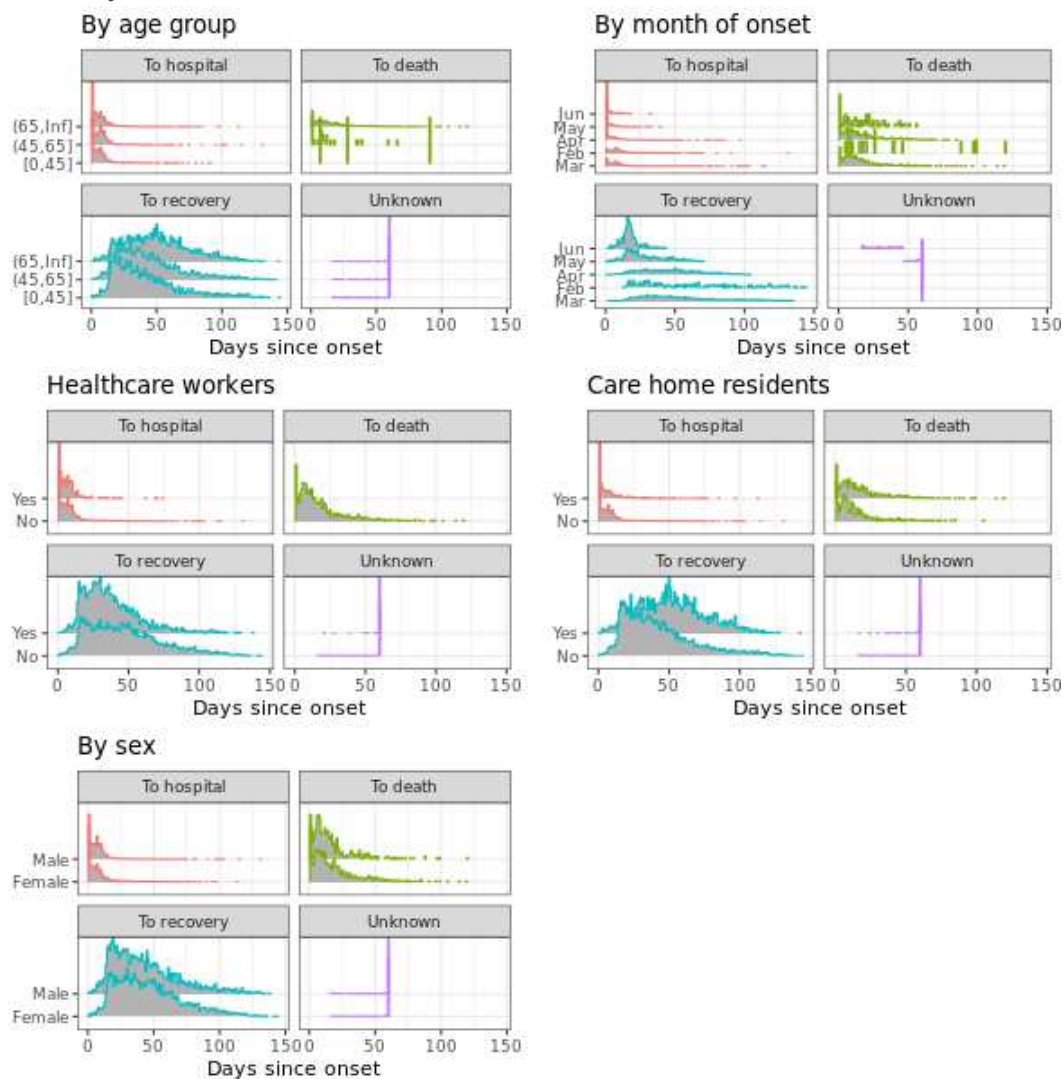 By age group
To hospital
To death
(65,Inf]
(45,65]
[0,45]
To recovery
Unknown
(65,Inf]
(45,65]
[0,45]
0 50 100 150 0 50 100 150
Days since onset
By month of onset
To hospital
To death
Jun
May
Apr
Feb
Mar
To recovery
Unknown
Jun
May
Apr
Feb
Mar
0 50 100 150 0 50 100 150
Days since onset
Healthcare workers
To hospital
To death
Yes
No
To recovery
Unknown
Yes
No
0 50 100 150 0 50 100 150
Days since onset
Care home residents
To hospital
To death
Yes
No
To recovery
Unknown
Yes
No
0 50 100 150 0 50 100 150
Days since onset
By sex
To hospital
To death
Male
Female
To recovery
Unknown
Male
Female
0 50 100 150 0 50 100 150
Days since onset